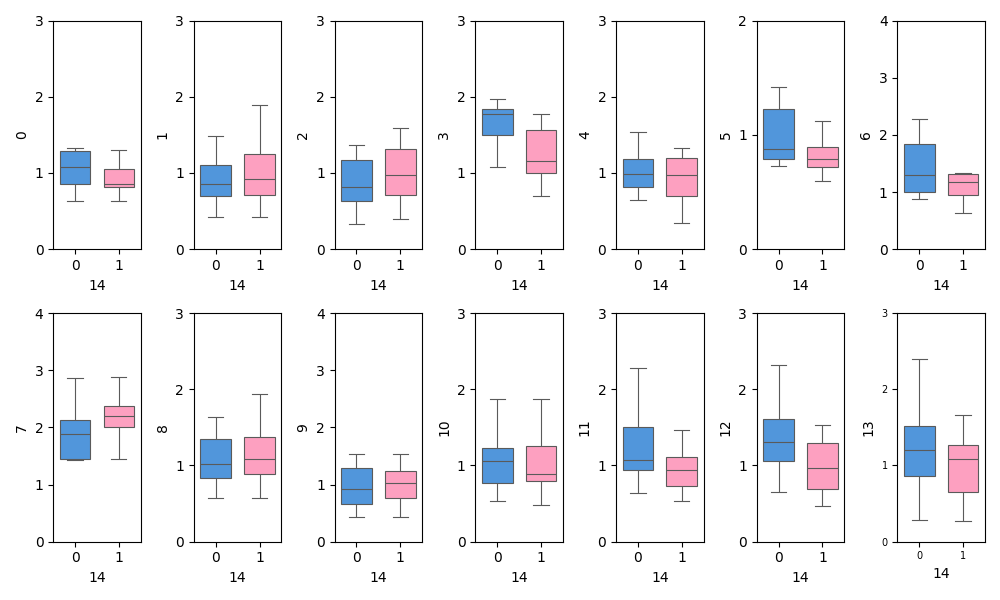 3 3 3 3 3 2 4
3
2 2 2 2 2 2
0 1 2 3 4 5 6
1 1 1 1 1 1 2
1
0 0 0 0 0 0 0
0 1 0 1 0 1 0 1 0 1 0 1 0 1
14 14 14 14 14 14 14
4 3 4 3 3 3 3
3 3
2 2 2 2 2 2 2
7 8 9 10 11 12 13
1 1 1 1 1 1 1
0 0 0 0 0 0 0
0 1 0 1 0 1 0 1 0 1 0 1 0 1
14 14 14 14 14 14 14